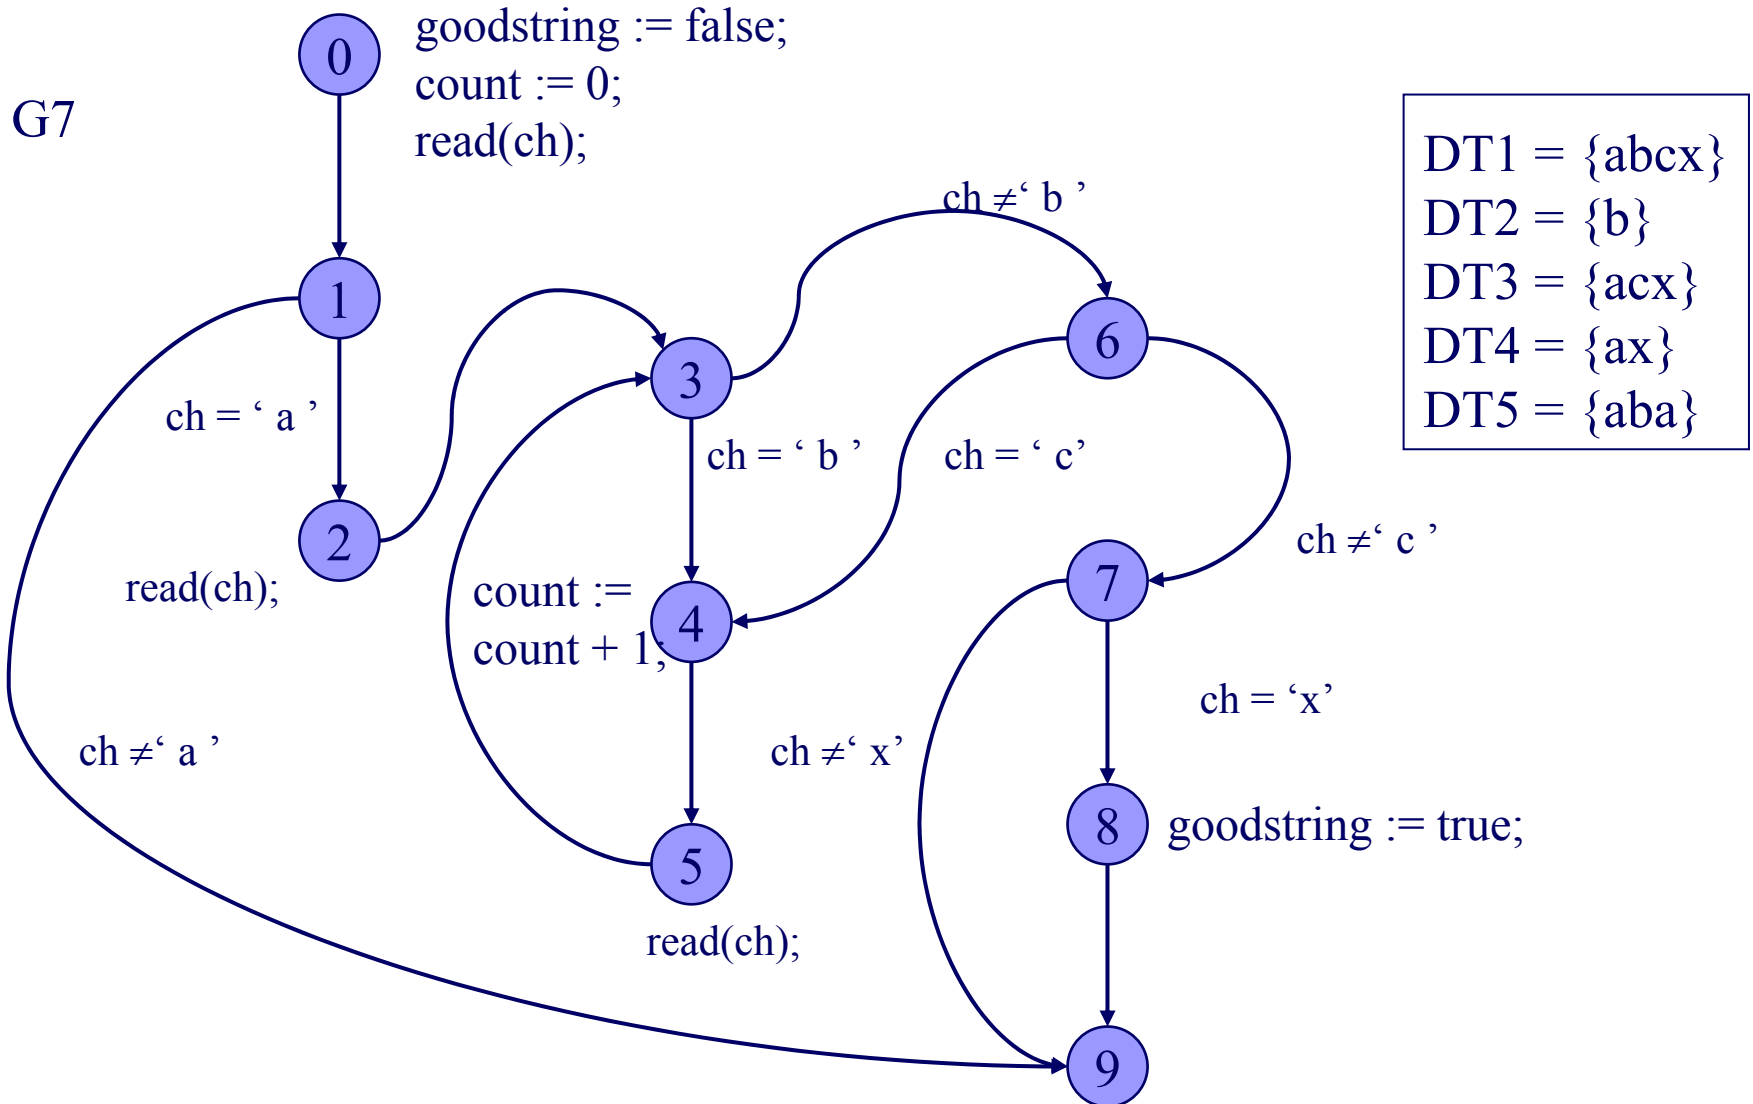 goodstring := false;
count := 0;
read(ch);
G7
DT1 = {abcx}
DT2 = {b}
DT3 = {acx}
DT4 = {ax}
DT5 = {aba}
0
1
2
3
4
5
6
7
8
9
ch ≠‘ b ’
ch = ‘ a ’
ch = ‘ b ’
ch = ‘ c’
ch ≠‘ c ’
read(ch);
count :=
count + 1;
ch = ‘x’
ch ≠‘ a ’
ch ≠‘ x’
goodstring := true;
read(ch);